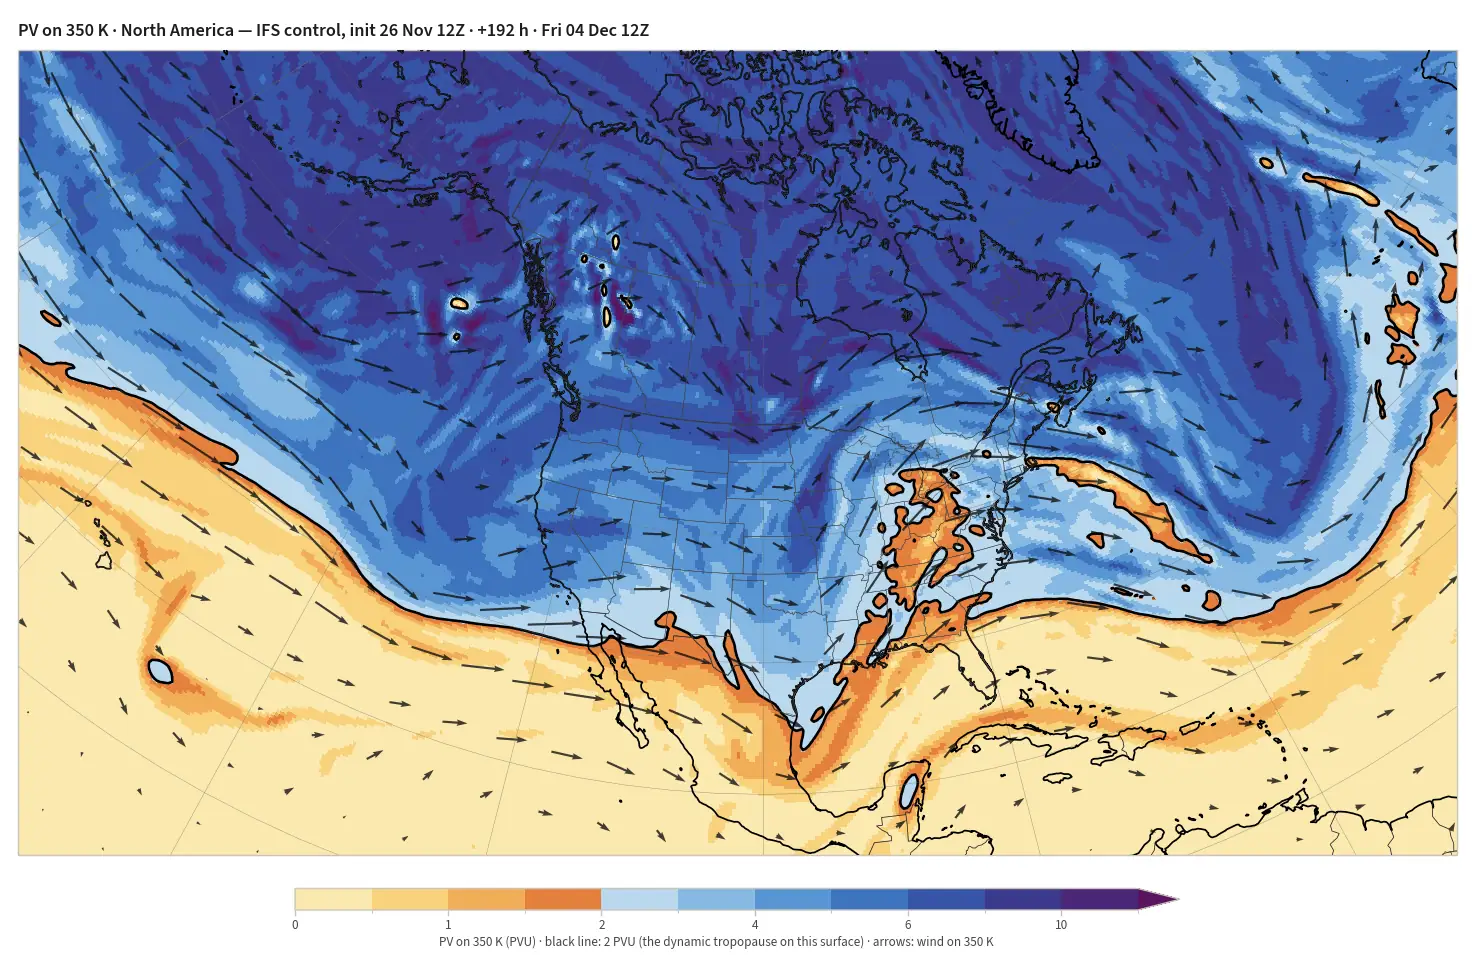 PV on 350 K · North America — IFS control, init 26 Nov 12Z · +192 h · Fri 04 Dec 12Z
0 1 2 4 6 10
PV on 350 K (PVU) · black line: 2 PVU (the dynamic tropopause on this surface) · arrows: wind on 350 K